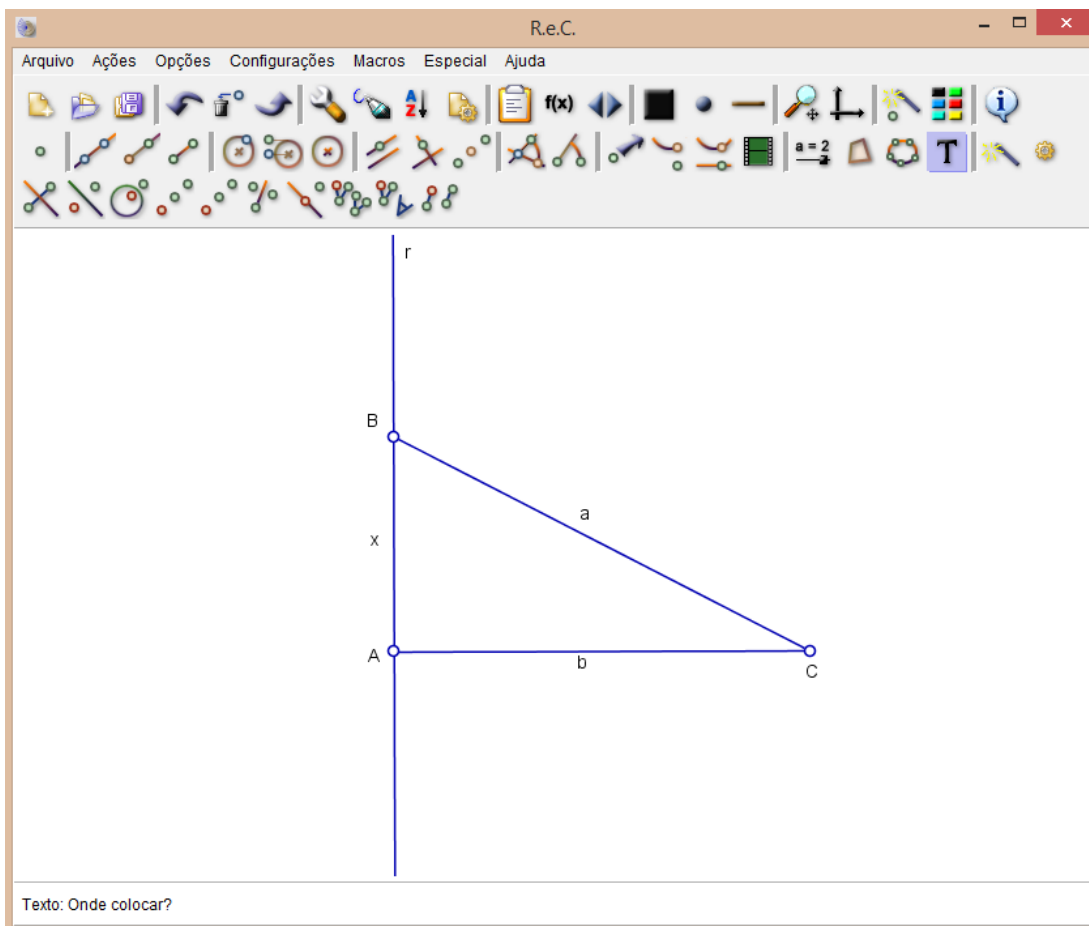 R.e.C.
Arquivo Ações Opções Configurações Macros Especial Ajuda
A
Z
f(x)
a = 2
T
r
B
a
x
A
b
C
Texto: Onde colocar?